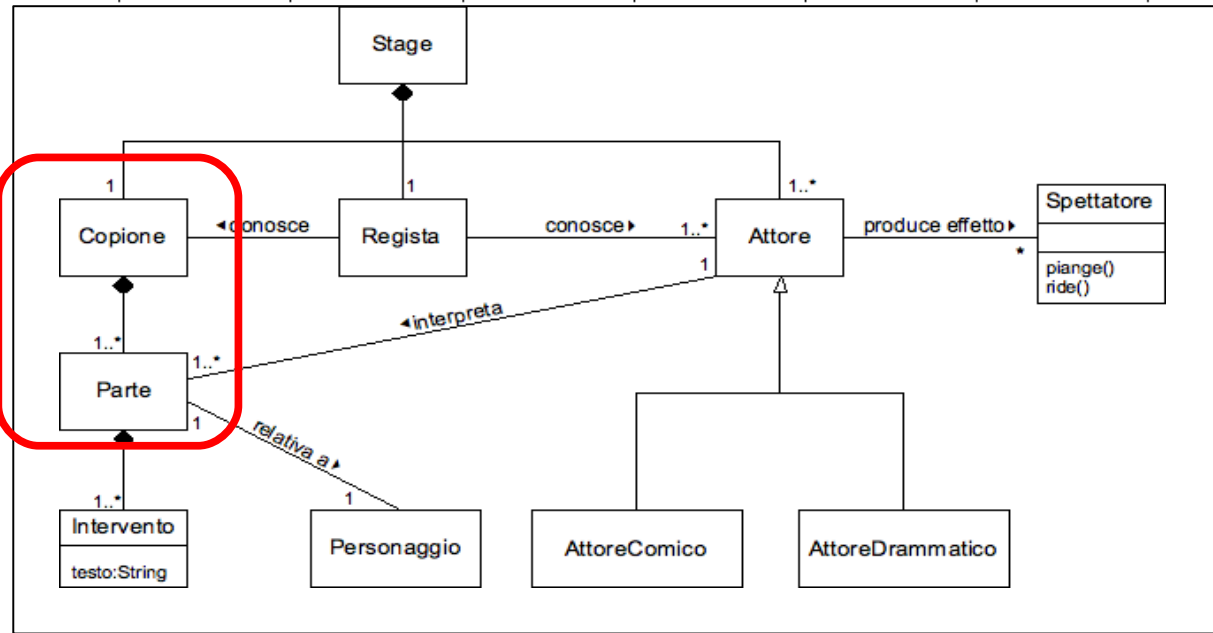 Stage
1
1
1..*
Copione
◂conosce
Regista
conosce▸
1..*
Attore
1
produce effetto▸
*
Spettatore
piange()
ride()
◂interpreta
1..*
1..*
Parte
1
relativa a▸
1
1..*
Intervento
testo:String
Personaggio
AttoreComico
AttoreDrammatico